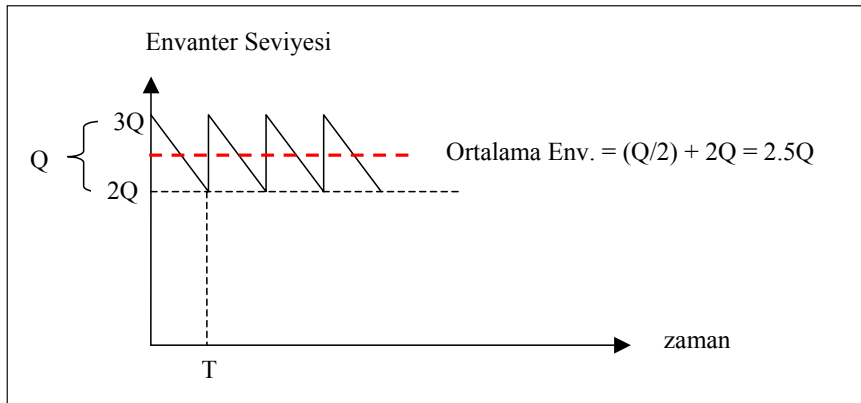 Envanter Seviyesi
3Q
Q
Ortalama Env. = (Q/2) + 2Q = 2.5Q
2Q
zaman
T